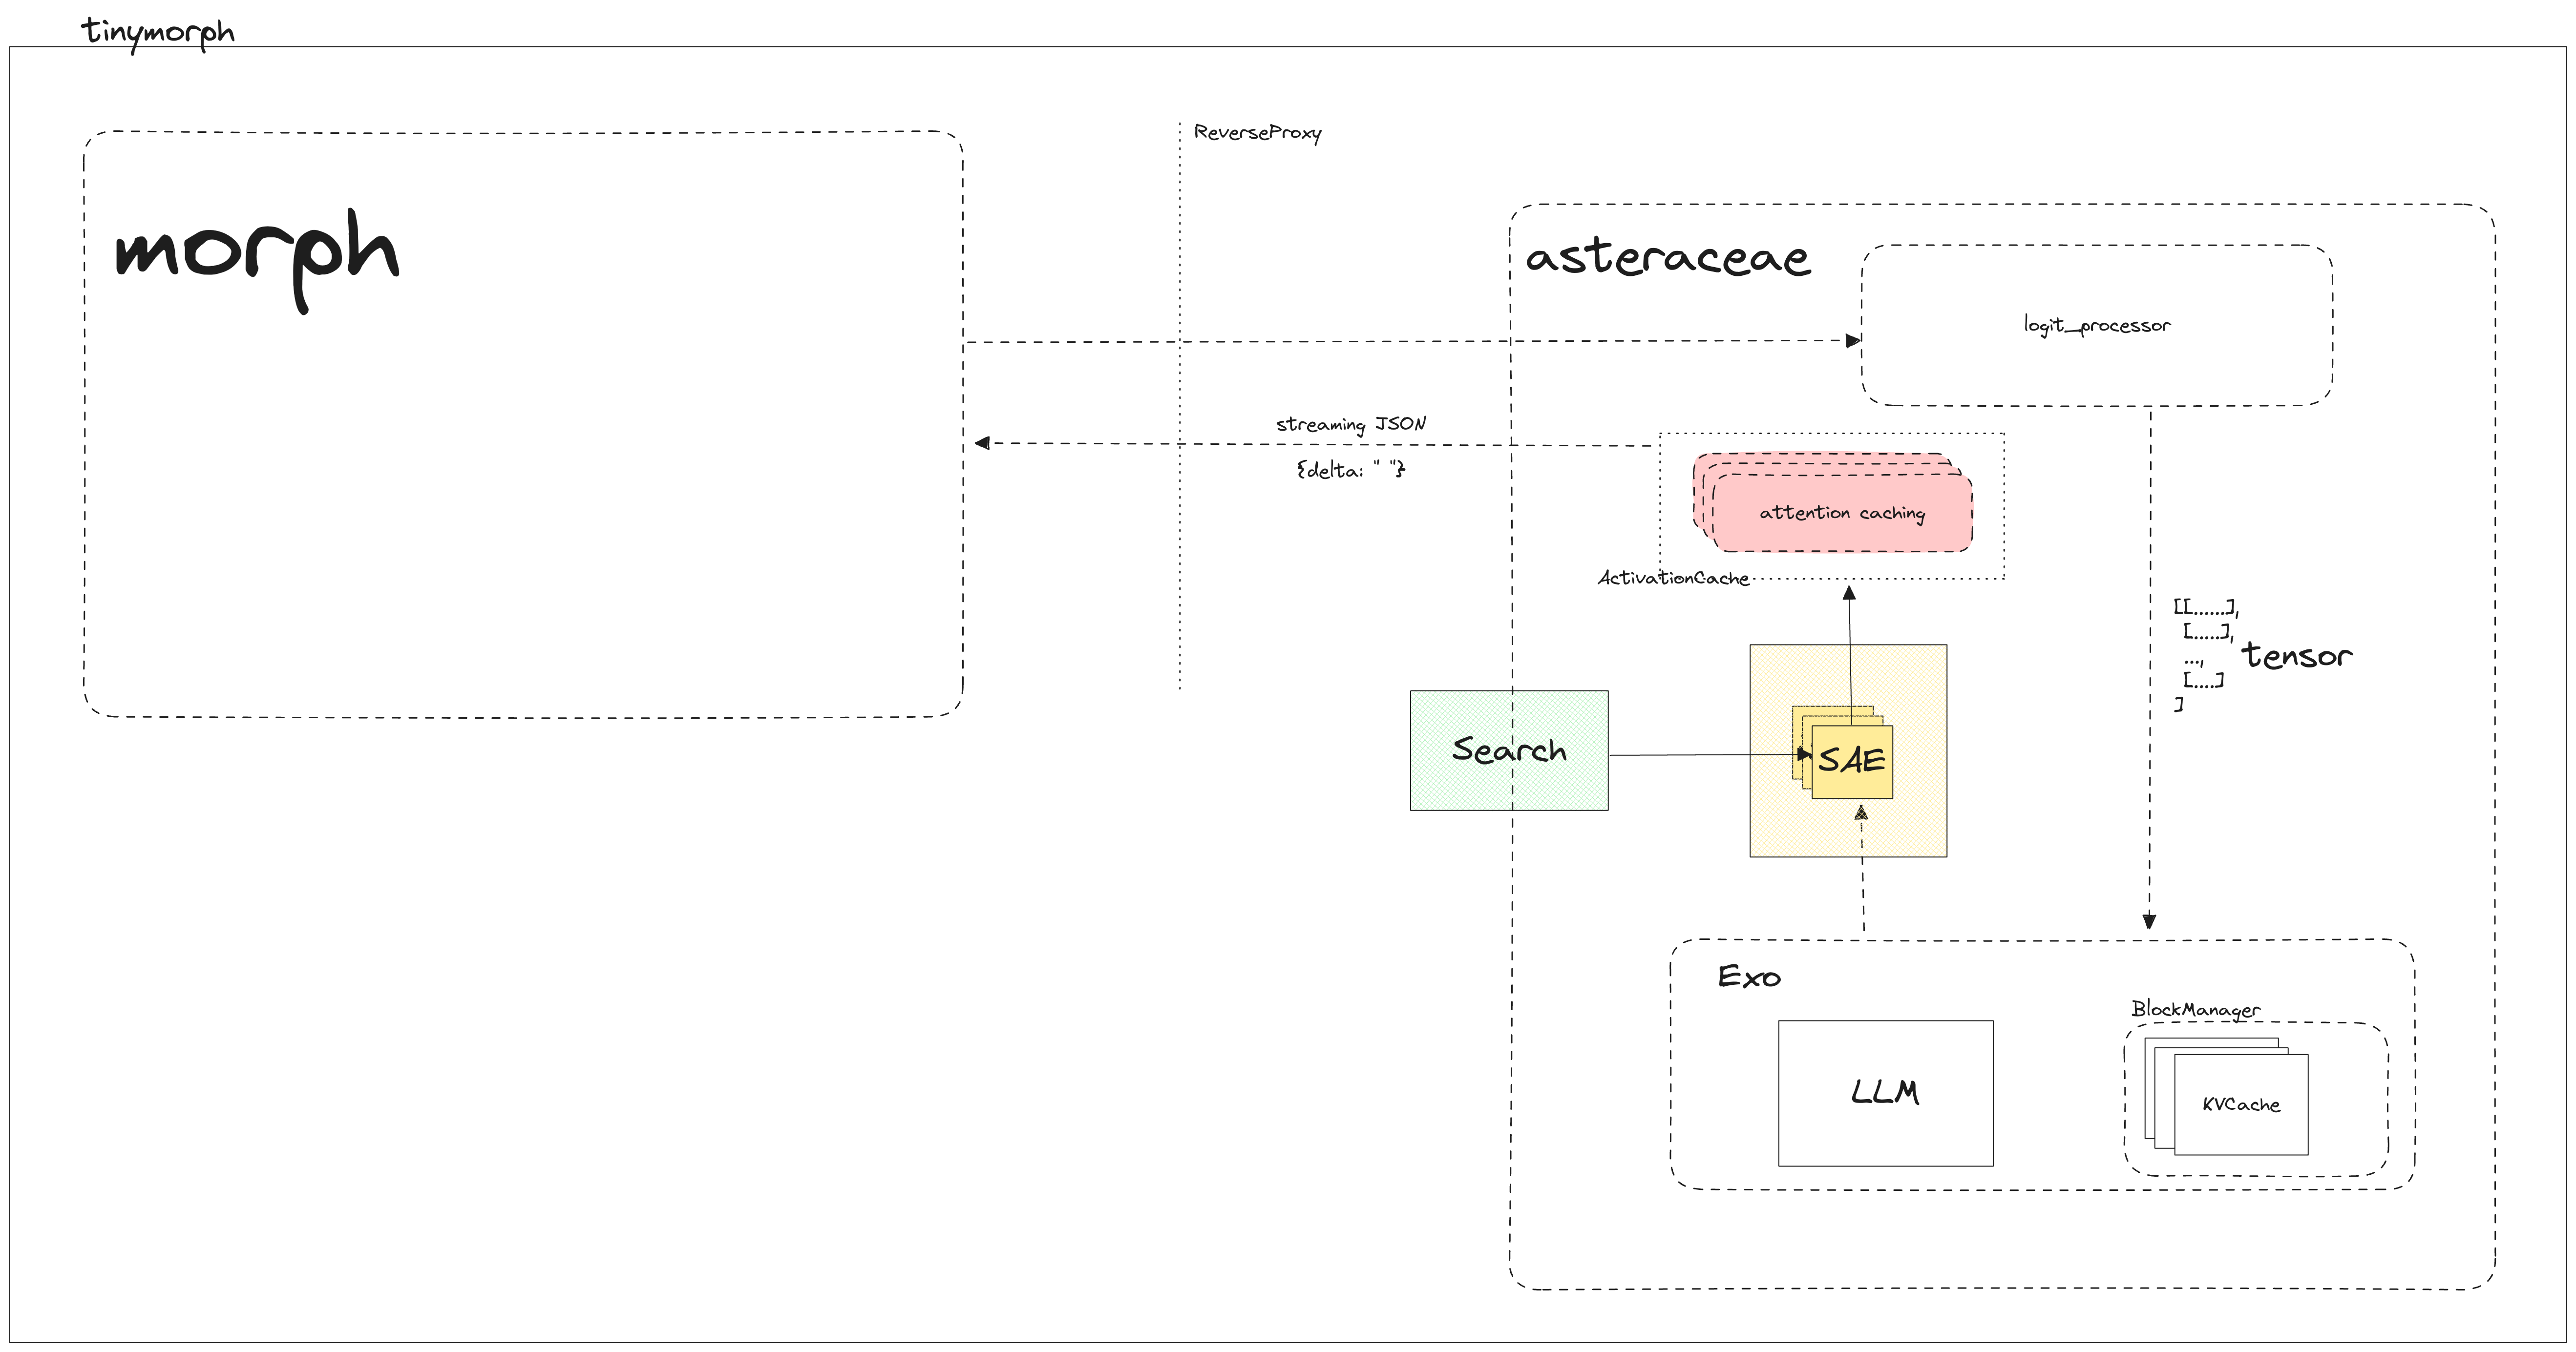 tinymorph
morph
ReverseProxy
asteraceae
logit_processor
streaming JSON
{delta: " "}
attention caching
ActivationCache
[[......],
[.....],
...,
[.....]
]
tensor
Search
SAE
Exo
LLM
BlockManager
KVCache